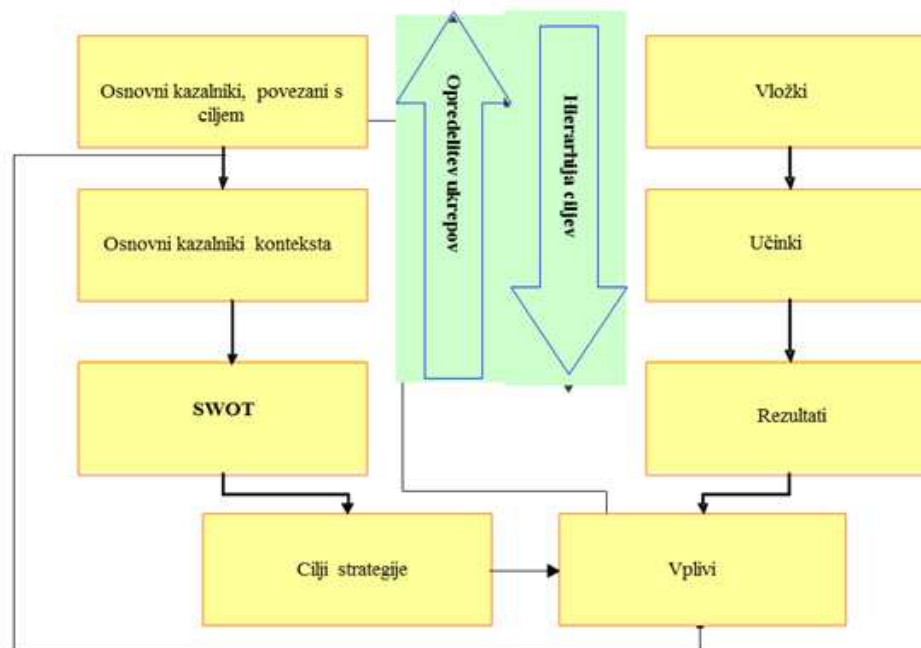 Osnovni kazalniki, povezani s
ciljem
Osnovni kazalniki konteksta
SWOT
Cilji strategije
Opredelitev ukrepov
Hierarhija ciljev
Vložki
Učinki
Rezultati
Vplivi